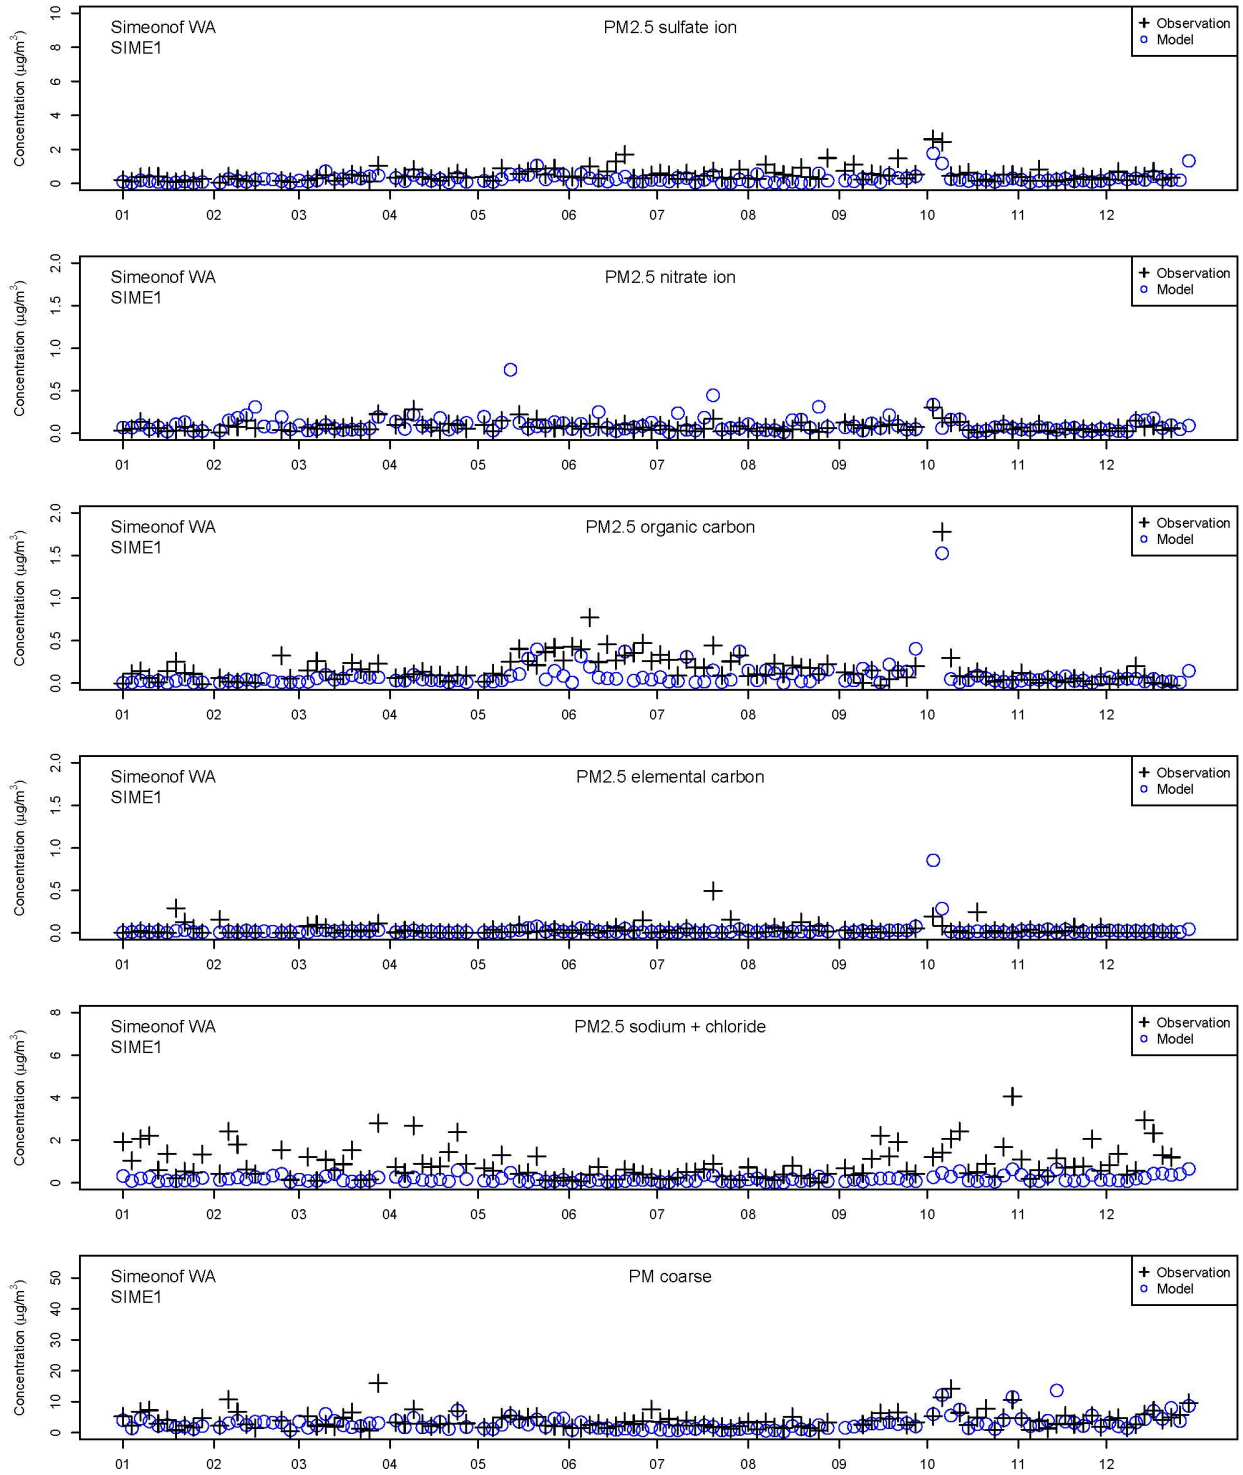 Simeonof WA
SIME1
PM2.5 sulfate ion
Observation
Model
Concentration (µg/m³)
10
8
6
4
2
0
01 02 03 04 05 06 07 08 09 10 11 12
Simeonof WA
SIME1
PM2.5 nitrate ion
Observation
Model
Concentration (µg/m³)
2.0
1.5
1.0
0.5
0.0
01 02 03 04 05 06 07 08 09 10 11 12
Simeonof WA
SIME1
PM2.5 organic carbon
Observation
Model
Concentration (µg/m³)
2.0
1.5
1.0
0.5
0.0
01 02 03 04 05 06 07 08 09 10 11 12
Simeonof WA
SIME1
PM2.5 elemental carbon
Observation
Model
Concentration (µg/m³)
2.0
1.5
1.0
0.5
0.0
01 02 03 04 05 06 07 08 09 10 11 12
Simeonof WA
SIME1
PM2.5 sodium + chloride
Observation
Model
Concentration (µg/m³)
8
6
4
2
0
01 02 03 04 05 06 07 08 09 10 11 12
Simeonof WA
SIME1
PM coarse
Observation
Model
Concentration (µg/m³)
50
40
30
20
10
0
01 02 03 04 05 06 07 08 09 10 11 12